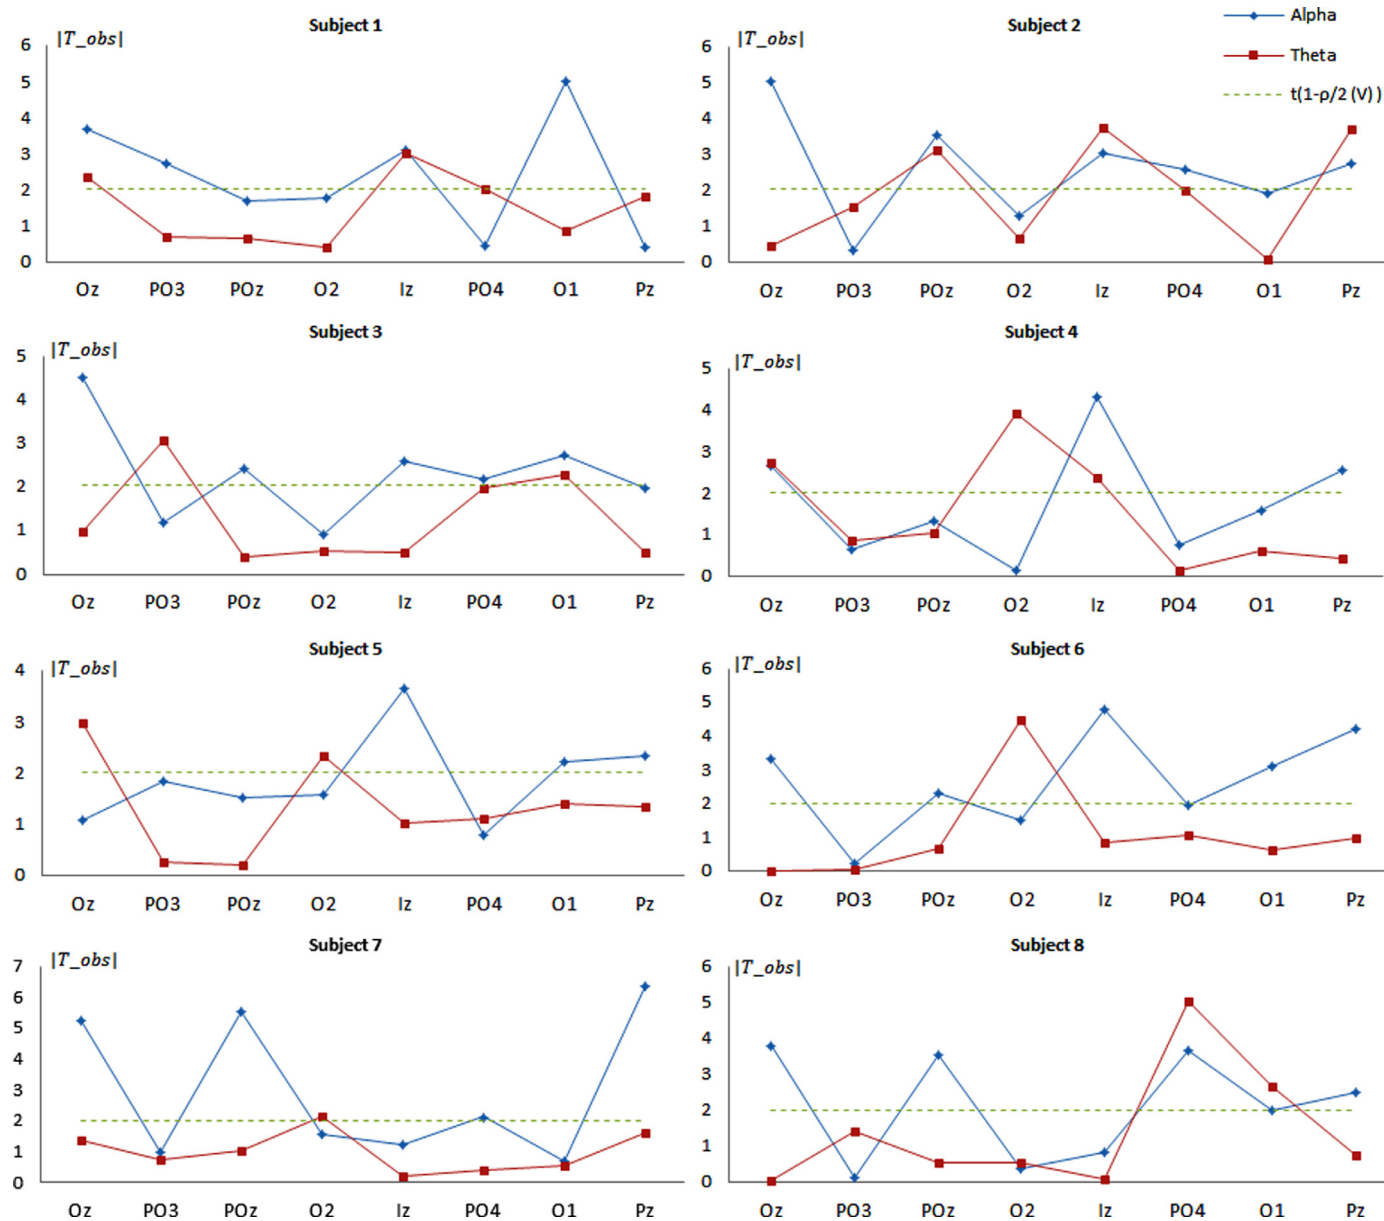 Subject 1
|T_obs|
6
5
4
3
2
1
0
Oz PO3 POz O2 Iz PO4 O1 Pz
Subject 2
|T_obs|
6
5
4
3
2
1
0
Oz PO3 POz O2 Iz PO4 O1 Pz
Alpha
Theta
t(1-ρ/2 (V) )
Subject 3
|T_obs|
5
4
3
2
1
0
Oz PO3 POz O2 Iz PO4 O1 Pz
Subject 4
|T_obs|
5
4
3
2
1
0
Oz PO3 POz O2 Iz PO4 O1 Pz
Subject 5
|T_obs|
4
3
2
1
0
Oz PO3 POz O2 Iz PO4 O1 Pz
Subject 6
|T_obs|
6
5
4
3
2
1
0
Oz PO3 POz O2 Iz PO4 O1 Pz
Subject 7
|T_obs|
7
6
5
4
3
2
1
0
Oz PO3 POz O2 Iz PO4 O1 Pz
Subject 8
|T_obs|
6
5
4
3
2
1
0
Oz PO3 POz O2 Iz PO4 O1 Pz